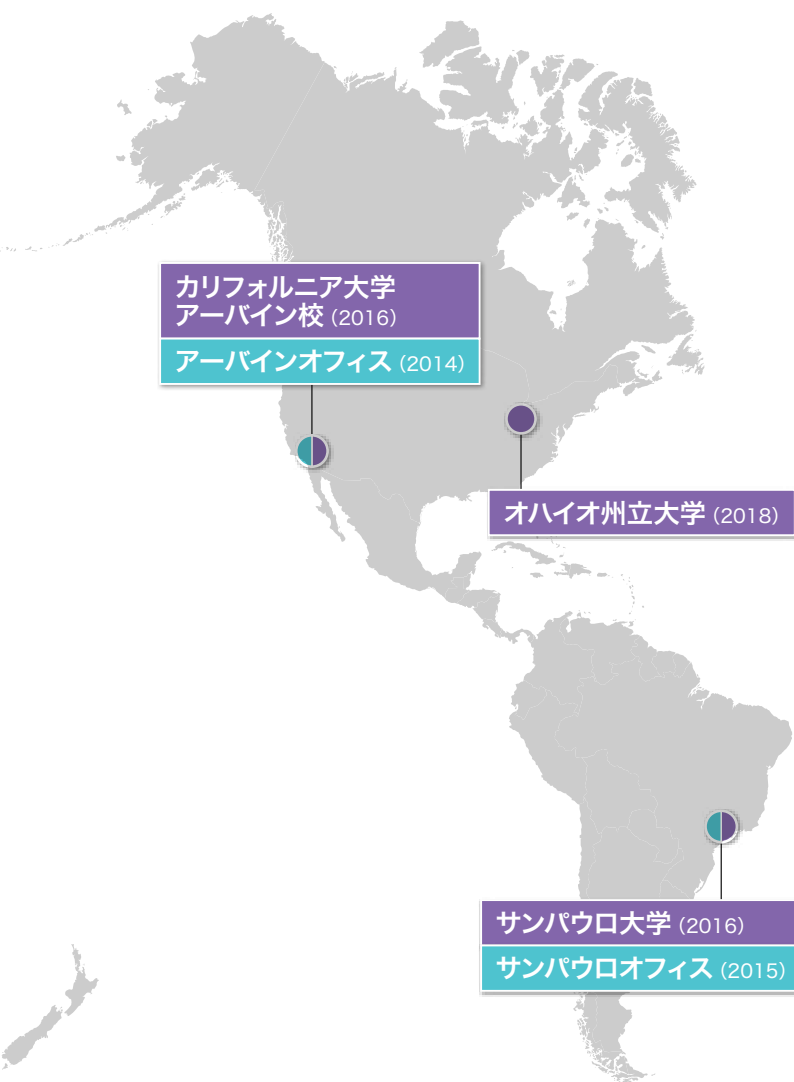 カリフォルニア大学
アーバイン校（2016）
アーバインオフィス（2014）
オハイオ州立大学（2018）
サンパウロ大学（2016）
サンパウロオフィス（2015）